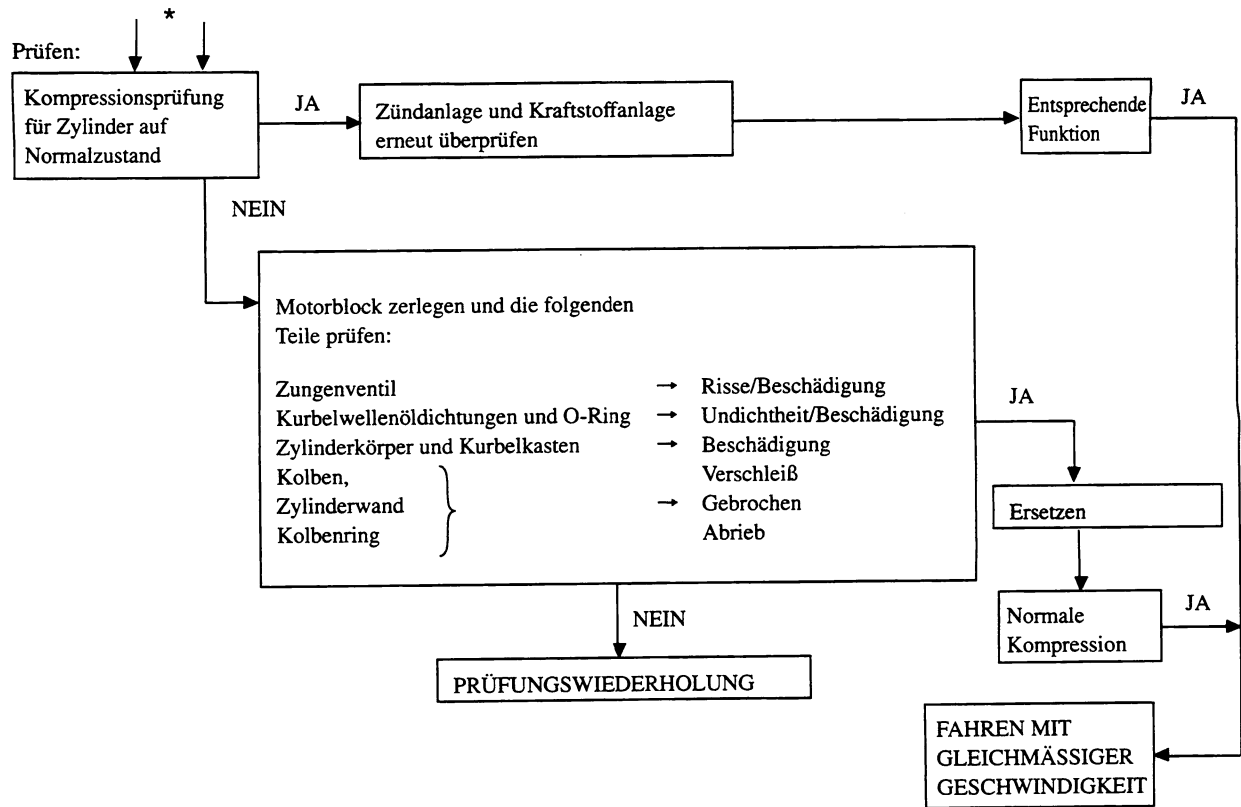 *
Prüfen:
Kompressionsprüfung
für Zylinder auf
Normalzustand
JA
Zündanlage und Kraftstoffanlage
erneut überprüfen
Entsprechende
Funktion
JA
NEIN
Motorblock zerlegen und die folgenden
Teile prüfen:
Zungenventil → Risse/Beschädigung
Kurbelwellenöldichtungen und O-Ring → Undichtheit/Beschädigung
Zylinderkörper und Kurbelkasten → Beschädigung
Kolben, Verschleiß
Zylinderwand → Gebrochen
Kolbenring Abrieb
JA
Ersetzen
Normale
Kompression
JA
NEIN
PRÜFUNGSWIEDERHOLUNG
FAHREN MIT
GLEICHMÄSSIGER
GESCHWINDIGKEIT